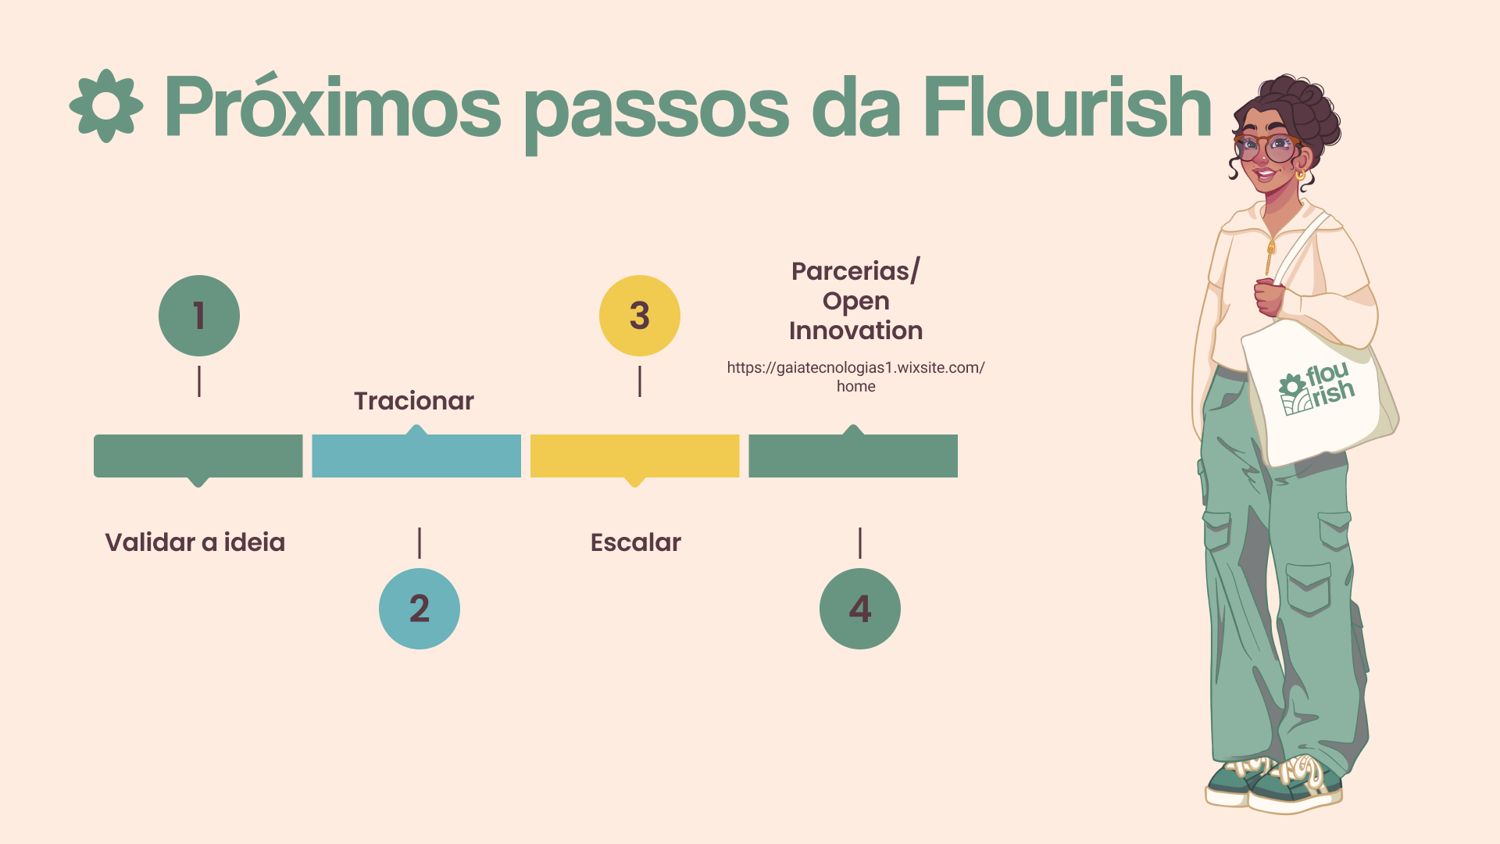 Próximos passos da Flourish
1
Validar a ideia
Tracionar
2
3
Escalar
Parcerias/
Open
Innovation
https://gaiatecnologias1.wixsite.com/
home
4
flou
rish